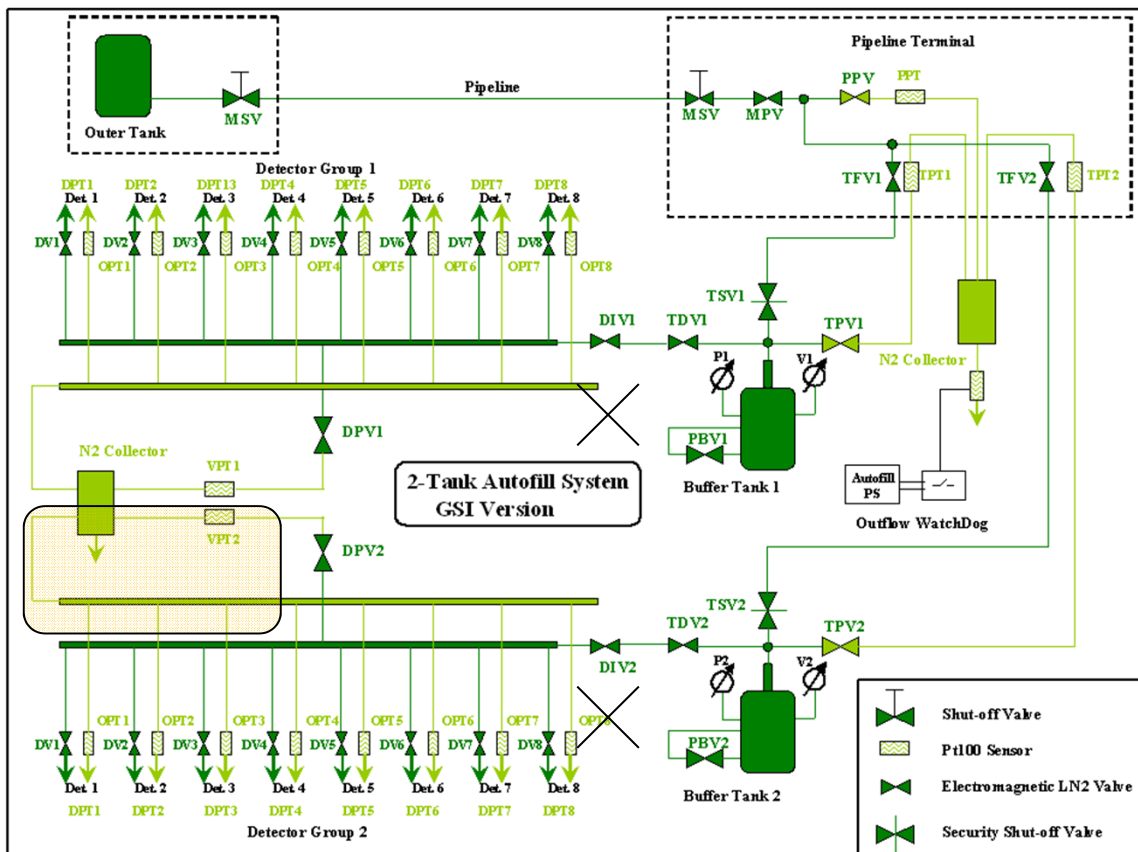 Pipeline Terminal
Outer Tank
MSV
Pipeline
MSV
MPV
PPV
PPT
TFV1
TPT1
TFV2
TPT2
Detector Group 1
DPT1 DPT2 DPT13 DPT4 DPT5 DPT6 DPT7 DPT8
Det. 1 Det. 2 Det. 3 Det. 4 Det. 5 Det. 6 Det. 7 Det. 8
DV1 DV2 DV3 DV4 DV5 DV6 DV7 DV8
OPT1 OPT2 OPT3 OPT4 OPT5 OPT6 OPT7 OPT8
TSV1
DIV1 TDV1 TPV1
P1 V1
N2 Collector
PBV1
Buffer Tank 1
DPV1
N2 Collector
VPT1
2-Tank Autofill System
GSI Version
Autofill
PS
Outflow WatchDog
VPT2
DPV2
TSV2
DIV2 TDV2 TPV2
P2 V2
PBV2
Buffer Tank 2
OPT1 OPT2 OPT3 OPT4 OPT5 OPT6 OPT7 OPT8
DV1 DV2 DV3 DV4 DV5 DV6 DV7 DV8
Det. 1 Det. 2 Det. 3 Det. 4 Det. 5 Det. 6 Det. 7 Det. 8
DPT1 DPT2 DPT3 DPT4 DPT5 DPT6 DPT7 DPT8
Detector Group 2
Shut-off Valve
Pt100 Sensor
Electromagnetic LN2 Valve
Security Shut-off Valve